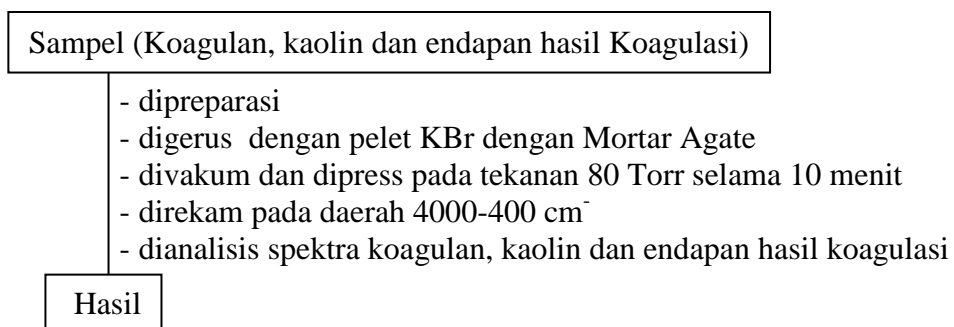 Sampel (Koagulan, kaolin dan endapan hasil Koagulasi)
- dipreparasi
- digerus dengan pelet KBr dengan Mortar Agate
- divakum dan dipress pada tekanan 80 Torr selama 10 menit
- direkam pada daerah 4000-400 cm⁻
- dianalisis spektra koagulan, kaolin dan endapan hasil koagulasi
Hasil